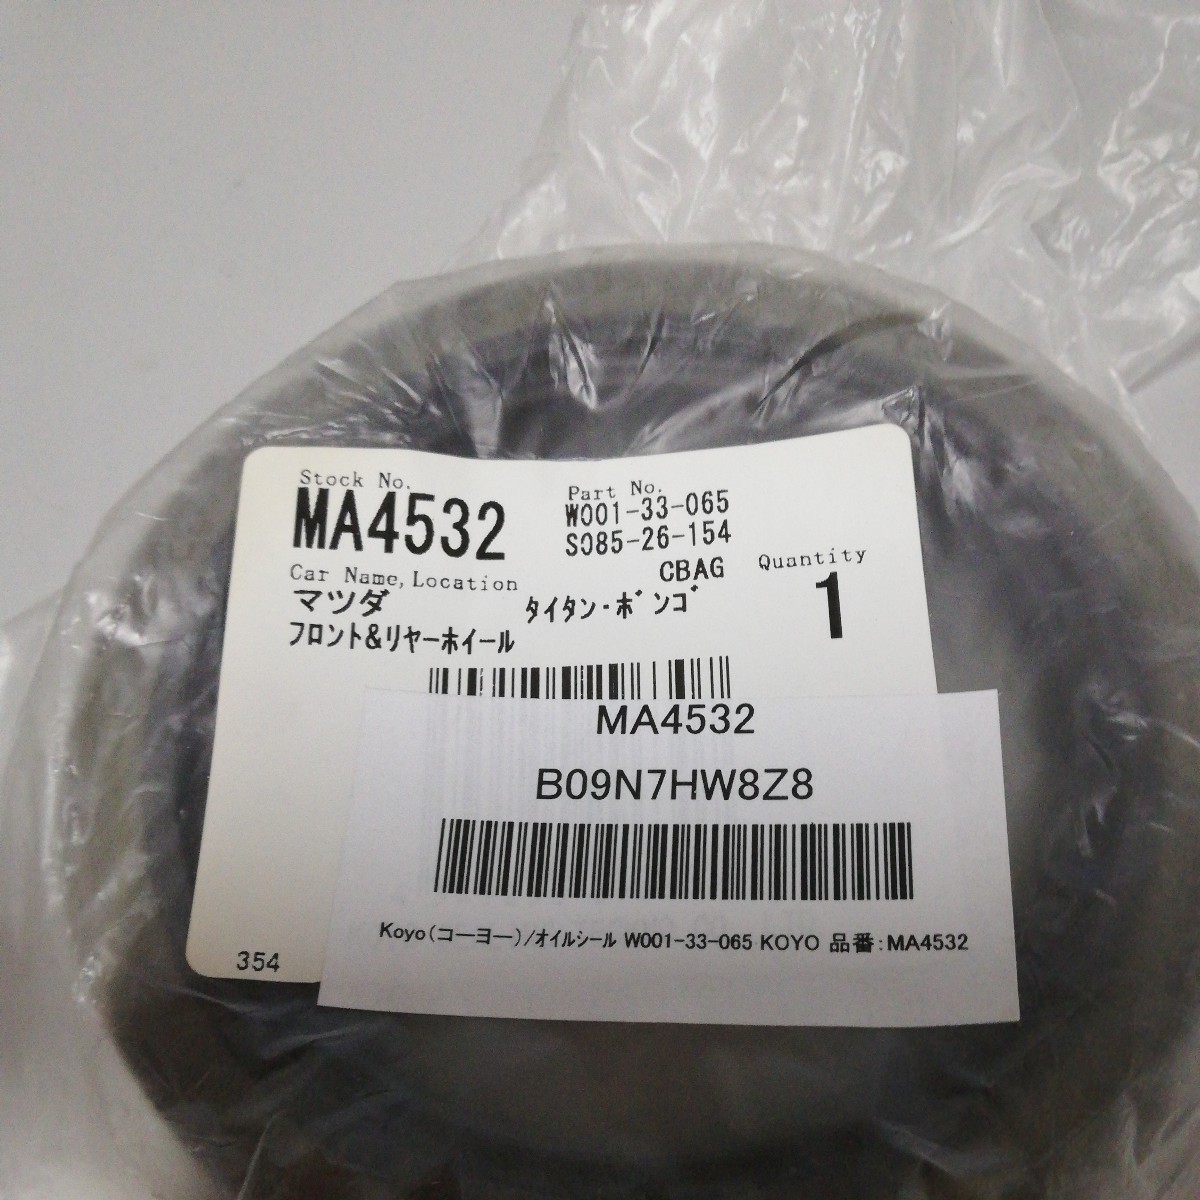 Stock No.
MA4532
Part No.
W001-33-065
S085-26-154
CBAG
Quantity
1
Car Name,Location
マツダ タイタン・ボンゴ
フロント&リヤーホイール
MA4532
B09N7HW8Z8
Koyo(コーヨー)/オイルシール W001-33-065 KOYO 品番:MA4532
354